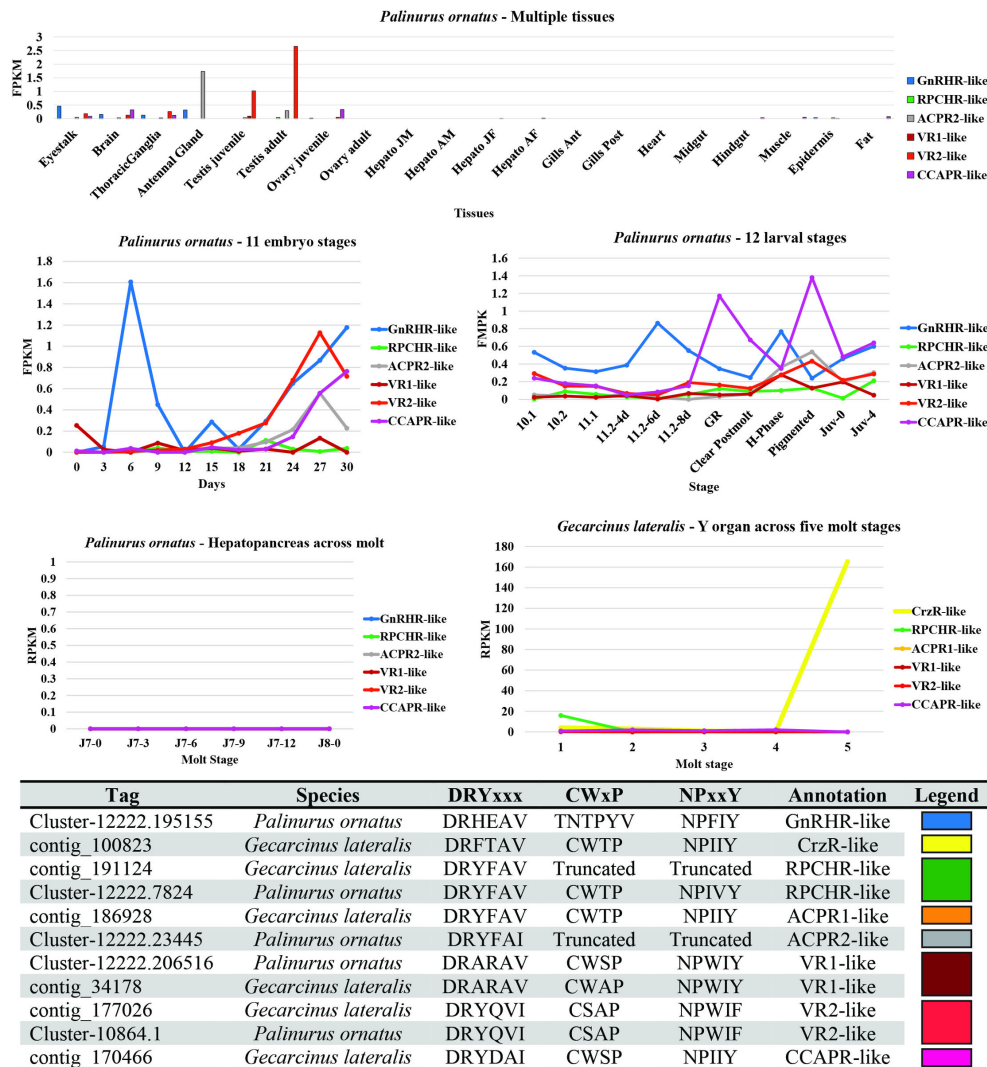 Palinurus ornatus - Multiple tissues
FPKM
3
2.5
2
1.5
1
0.5
0
Eyestalk
Brain
ThoracicGanglia
Antennal Gland
Testis juvenile
Testis adult
Ovary juvenile
Ovary adult
Hepato JM
Hepato AM
Hepato JF
Hepato AF
Gills Ant
Gills Post
Heart
Midgut
Hindgut
Muscle
Epidermis
Fat
Tissues
GnRHR-like
RPCHR-like
ACPR2-like
VR1-like
VR2-like
CCAPR-like
Palinurus ornatus - 11 embryo stages
FPKM
1.8
1.6
1.4
1.2
1
0.8
0.6
0.4
0.2
0
0 3 6 9 12 15 18 21 24 27 30
Days
GnRHR-like
RPCHR-like
ACPR2-like
VR1-like
VR2-like
CCAPR-like
Palinurus ornatus - 12 larval stages
FMPK
1.6
1.4
1.2
1
0.8
0.6
0.4
0.2
0
10.1
10.2
11.1
11.2-4d
11.2-6d
11.2-8d
GR
Clear Postmolt
H-Phase
Pigmented
Juv-0
Juv-4
Stage
GnRHR-like
RPCHR-like
ACPR2-like
VR1-like
VR2-like
CCAPR-like
Palinurus ornatus - Hepatopancreas across molt
RPKM
1
0.9
0.8
0.7
0.6
0.5
0.4
0.3
0.2
0.1
0
J7-0 J7-3 J7-6 J7-9 J7-12 J8-0
Molt Stage
GnRHR-like
RPCHR-like
ACPR2-like
VR1-like
VR2-like
CCAPR-like
Gecarcinus lateralis - Y organ across five molt stages
RPKM
180
160
140
120
100
80
60
40
20
0
1 2 3 4 5
Molt stage
CrzR-like
RPCHR-like
ACPR1-like
VR1-like
VR2-like
CCAPR-like
Tag Species DRYxxx CWxP NPxxY Annotation Legend
Cluster-12222.195155 Palinurus ornatus DRHEAV TNTPYV NPFIY GnRHR-like
contig_100823 Gecarcinus lateralis DRFTAV CWTP NPIIY CrzR-like
contig_191124 Gecarcinus lateralis DRYFAV Truncated Truncated RPCHR-like
Cluster-12222.7824 Palinurus ornatus DRYFAV CWTP NPIVY RPCHR-like
contig_186928 Gecarcinus lateralis DRYFAV CWTP NPIIY ACPR1-like
Cluster-12222.23445 Palinurus ornatus DRYFAI Truncated Truncated ACPR2-like
Cluster-12222.206516 Palinurus ornatus DRARAV CWSP NPWIY VR1-like
contig_34178 Gecarcinus lateralis DRARAV CWAP NPWIY VR1-like
contig_177026 Gecarcinus lateralis DRYQVI CSAP NPWIF VR2-like
Cluster-10864.1 Palinurus ornatus DRYQVI CSAP NPWIF VR2-like
contig_170466 Gecarcinus lateralis DRYDAI CWSP NPIIY CCAPR-like